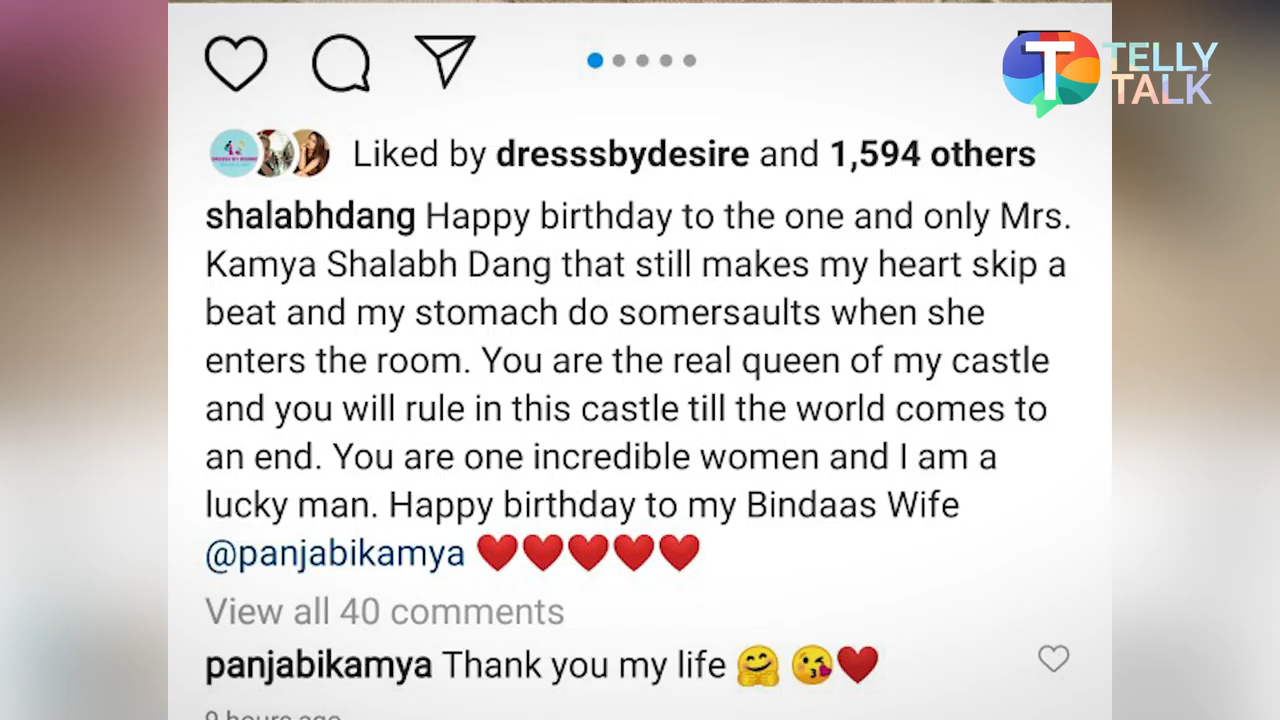 TELLY
TALK
Liked by dresssbydesire and 1,594 others
shalabhdang Happy birthday to the one and only Mrs.
Kamya Shalabh Dang that still makes my heart skip a
beat and my stomach do somersaults when she
enters the room. You are the real queen of my castle
and you will rule in this castle till the world comes to
an end. You are one incredible women and I am a
lucky man. Happy birthday to my Bindaas Wife
@panjabikamya ❤️❤️❤️❤️❤️
View all 40 comments
panjabikamya Thank you my life 🤗 😘❤️
9 hours ago